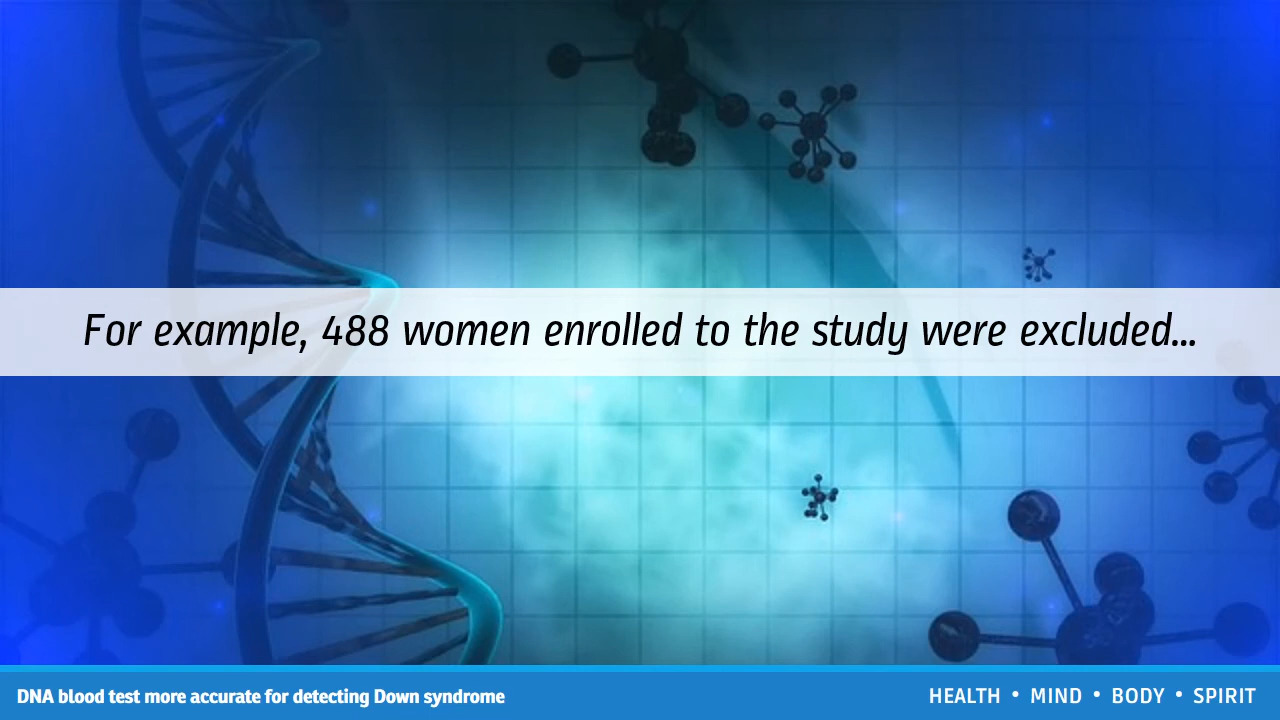 For example, 488 women enrolled to the study were excluded...
DNA blood test more accurate for detecting Down syndrome
HEALTH • MIND • BODY • SPIRIT